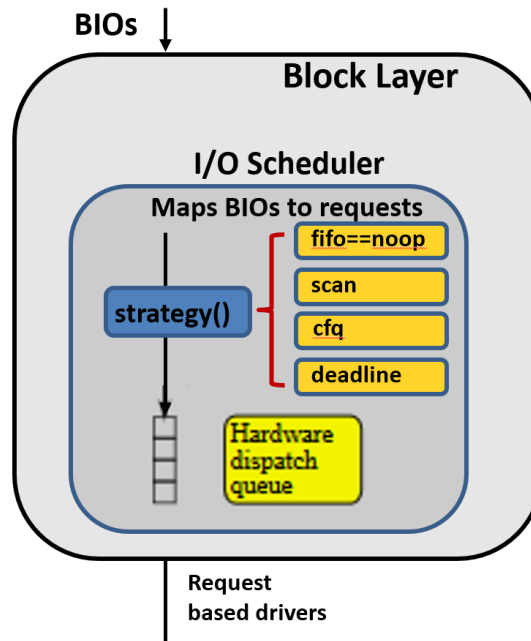 BIOs
Block Layer
I/O Scheduler
Maps BIOs to requests
fifo==noop
scan
strategy()
cfq
deadline
Hardware
dispatch
queue
Request
based drivers